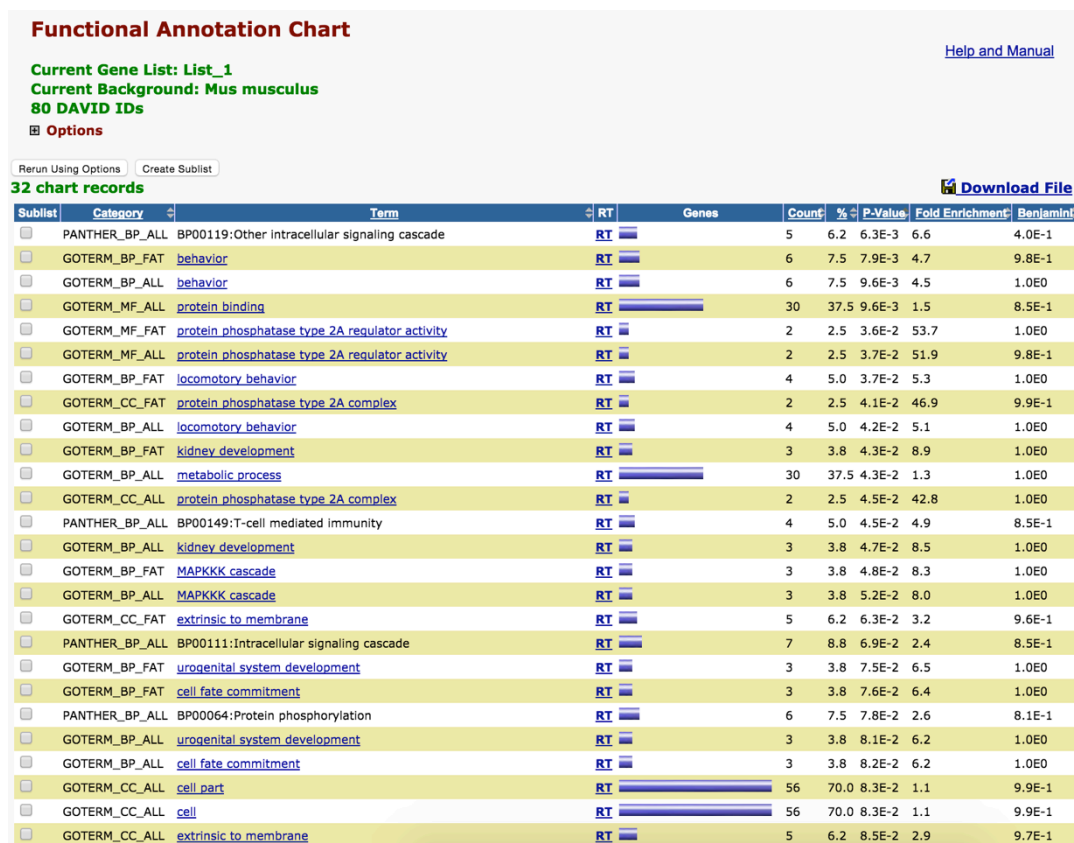 Functional Annotation Chart
Help and Manual
Current Gene List: List_1
Current Background: Mus musculus
80 DAVID IDs
Options
Rerun Using Options Create Sublist
32 chart records Download File
Sublist Category Term RT Genes Count % P-Value Fold Enrichment Benjamini
PANTHER_BP_ALL BP00119:Other intracellular signaling cascade RT 5 6.2 6.3E-3 6.6 4.0E-1
GOTERM_BP_FAT behavior RT 6 7.5 7.9E-3 4.7 9.8E-1
GOTERM_BP_ALL behavior RT 6 7.5 9.6E-3 4.5 1.0E0
GOTERM_MF_ALL protein binding RT 30 37.5 9.6E-3 1.5 8.5E-1
GOTERM_MF_FAT protein phosphatase type 2A regulator activity RT 2 2.5 3.6E-2 53.7 1.0E0
GOTERM_MF_ALL protein phosphatase type 2A regulator activity RT 2 2.5 3.7E-2 51.9 9.8E-1
GOTERM_BP_FAT locomotory behavior RT 4 5.0 3.7E-2 5.3 1.0E0
GOTERM_CC_FAT protein phosphatase type 2A complex RT 2 2.5 4.1E-2 46.9 9.9E-1
GOTERM_BP_ALL locomotory behavior RT 4 5.0 4.2E-2 5.1 1.0E0
GOTERM_BP_FAT kidney development RT 3 3.8 4.3E-2 8.9 1.0E0
GOTERM_BP_ALL metabolic process RT 30 37.5 4.3E-2 1.3 1.0E0
GOTERM_CC_ALL protein phosphatase type 2A complex RT 2 2.5 4.5E-2 42.8 1.0E0
PANTHER_BP_ALL BP00149:T-cell mediated immunity RT 4 5.0 4.5E-2 4.9 8.5E-1
GOTERM_BP_ALL kidney development RT 3 3.8 4.7E-2 8.5 1.0E0
GOTERM_BP_FAT MAPKKK cascade RT 3 3.8 4.8E-2 8.3 1.0E0
GOTERM_BP_ALL MAPKKK cascade RT 3 3.8 5.2E-2 8.0 1.0E0
GOTERM_CC_FAT extrinsic to membrane RT 5 6.2 6.3E-2 3.2 9.6E-1
PANTHER_BP_ALL BP00111:Intracellular signaling cascade RT 7 8.8 6.9E-2 2.4 8.5E-1
GOTERM_BP_FAT urogenital system development RT 3 3.8 7.5E-2 6.5 1.0E0
GOTERM_BP_FAT cell fate commitment RT 3 3.8 7.6E-2 6.4 1.0E0
PANTHER_BP_ALL BP00064:Protein phosphorylation RT 6 7.5 7.8E-2 2.6 8.1E-1
GOTERM_BP_ALL urogenital system development RT 3 3.8 8.1E-2 6.2 1.0E0
GOTERM_BP_ALL cell fate commitment RT 3 3.8 8.2E-2 6.2 1.0E0
GOTERM_CC_ALL cell part RT 56 70.0 8.3E-2 1.1 9.9E-1
GOTERM_CC_ALL cell RT 56 70.0 8.3E-2 1.1 9.9E-1
GOTERM_CC_ALL extrinsic to membrane RT 5 6.2 8.5E-2 2.9 9.7E-1